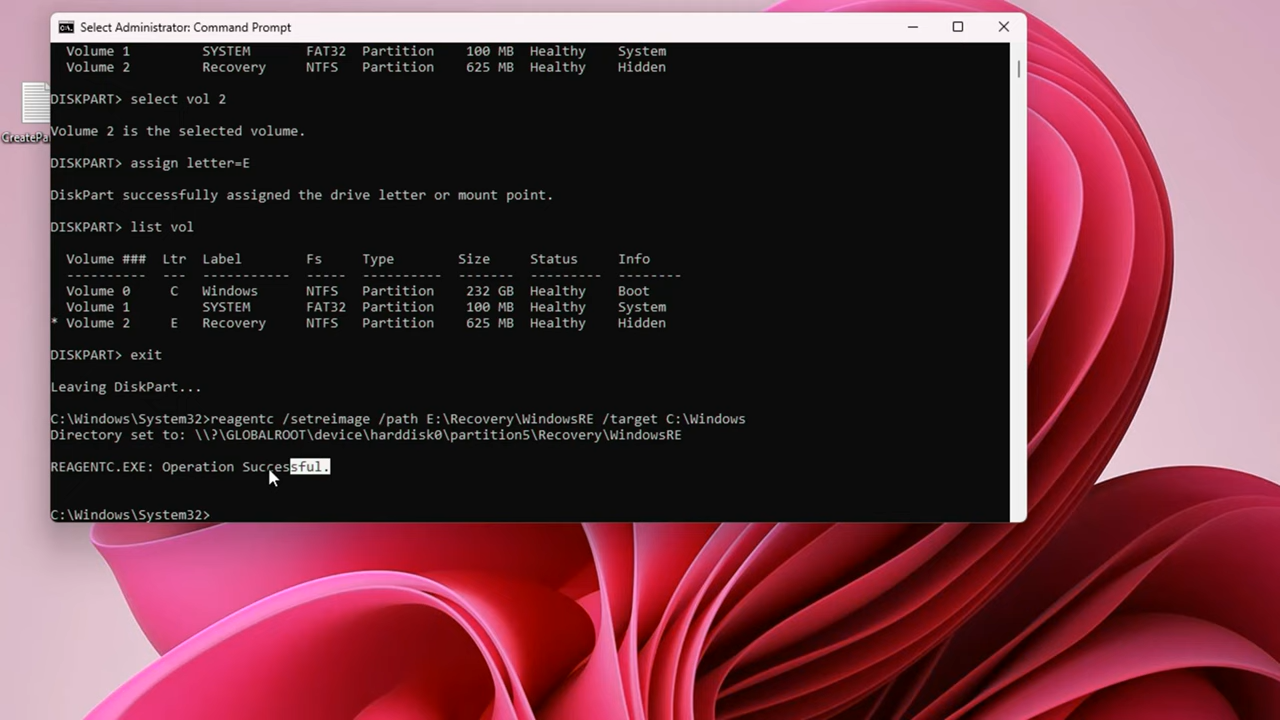 Select Administrator: Command Prompt
Volume 1 SYSTEM FAT32 Partition 100 MB Healthy System
Volume 2 Recovery NTFS Partition 625 MB Healthy Hidden
DISKPART> select vol 2
Volume 2 is the selected volume.
DISKPART> assign letter=E
DiskPart successfully assigned the drive letter or mount point.
DISKPART> list vol
Volume ### Ltr Label Fs Type Size Status Info
---------- --- ----------- ----- ---------- ------- --------- --------
Volume 0 C Windows NTFS Partition 232 GB Healthy Boot
Volume 1 SYSTEM FAT32 Partition 100 MB Healthy System
* Volume 2 E Recovery NTFS Partition 625 MB Healthy Hidden
DISKPART> exit
Leaving DiskPart...
C:\Windows\System32>reagentc /setreimage /path E:\Recovery\WindowsRE /target C:\Windows
Directory set to: \\?\GLOBALROOT\device\harddisk0\partition5\Recovery\WindowsRE
REAGENTC.EXE: Operation Successful.
C:\Windows\System32>